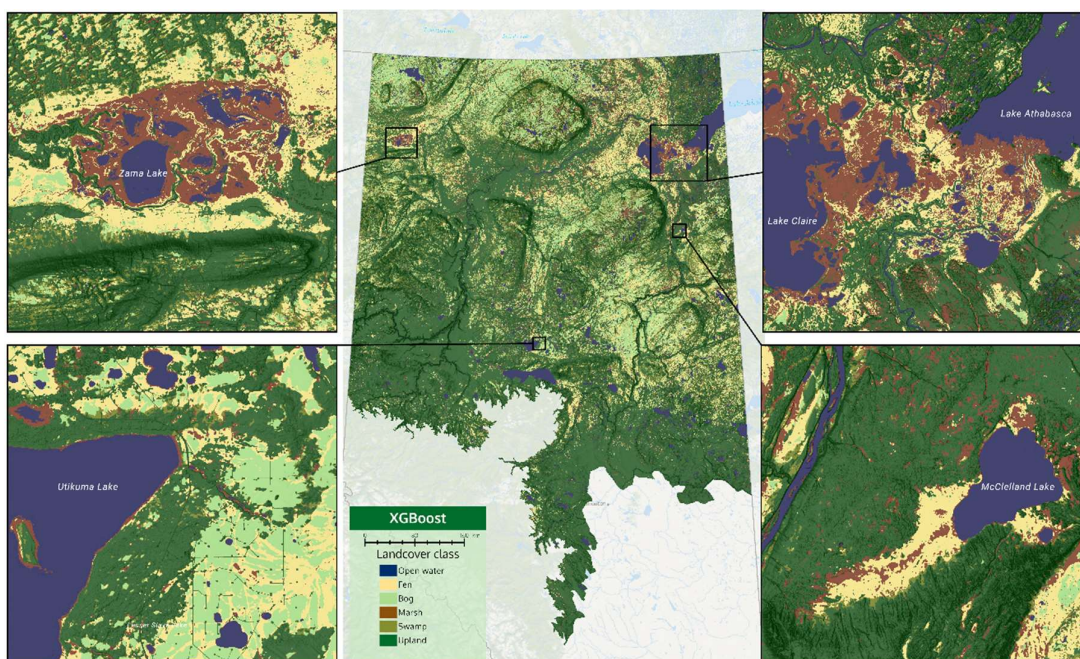 Zama Lake
Lake Athabasca
Lake Claire
Utikuma Lake
McClelland Lake
XGBoost
0
Landcover class
Open water
Fen
Bog
Marsh
Swamp
Upland